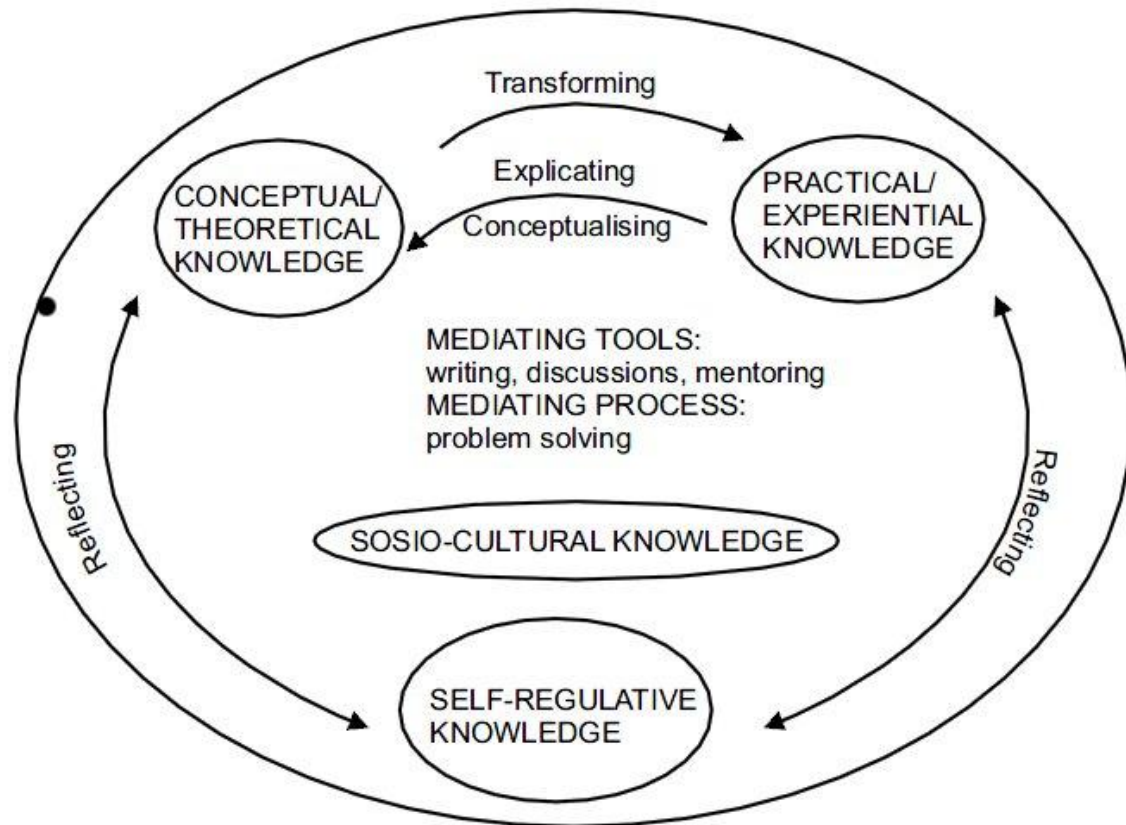 Transforming
Explicating
Conceptualising
CONCEPTUAL/
THEORETICAL
KNOWLEDGE
PRACTICAL/
EXPERIENTIAL
KNOWLEDGE
MEDIATING TOOLS:
writing, discussions, mentoring
MEDIATING PROCESS:
problem solving
Reflecting
Reflecting
SOSIO-CULTURAL KNOWLEDGE
SELF-REGULATIVE
KNOWLEDGE